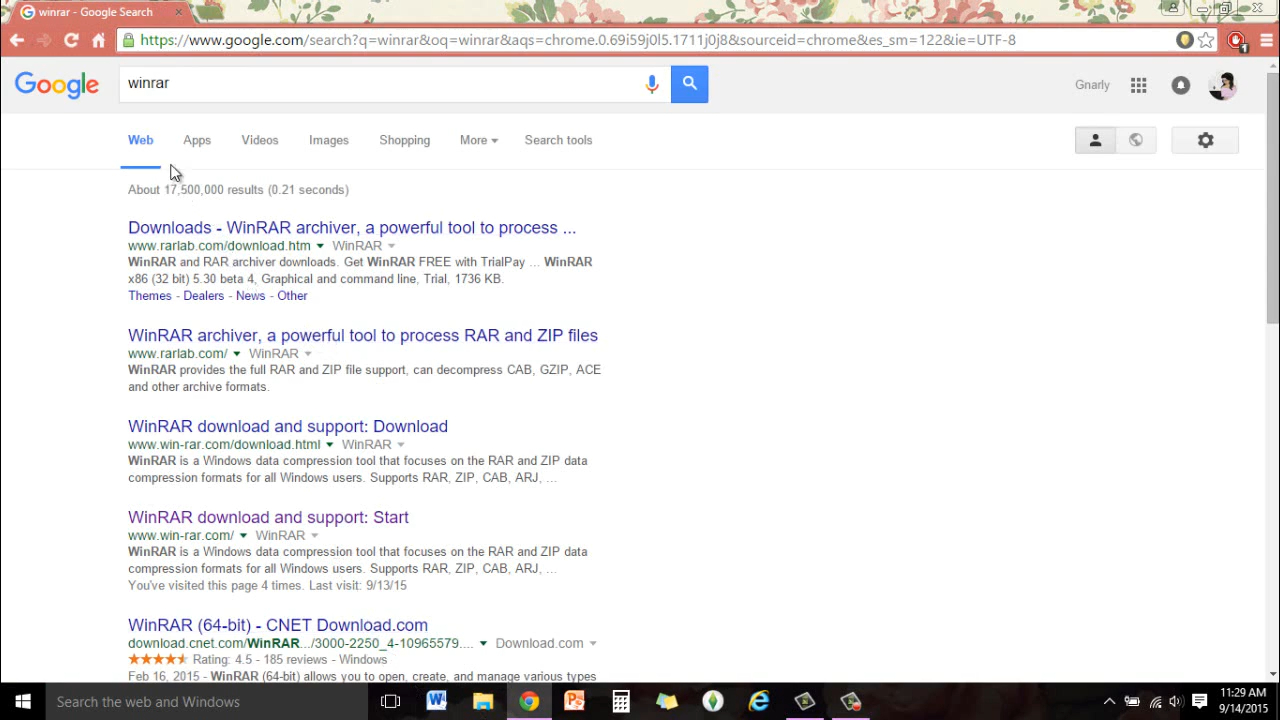 winrar - Google Search
https://www.google.com/search?q=winrar&oq=winrar&aqs=chrome.0.69i59j0l5.1711j0j8&sourceid=chrome&es_sm=122&ie=UTF-8
1
Google
winrar
Gnarly
Web
Apps
Videos
Images
Shopping
More
Search tools
About 17,500,000 results (0.21 seconds)
Downloads - WinRAR archiver, a powerful tool to process ...
www.rarlab.com/download.htm WinRAR
WinRAR and RAR archiver downloads. Get WinRAR FREE with TrialPay ... WinRAR
x86 (32 bit) 5.30 beta 4, Graphical and command line, Trial, 1736 KB.
Themes - Dealers - News - Other
WinRAR archiver, a powerful tool to process RAR and ZIP files
www.rarlab.com/ WinRAR
WinRAR provides the full RAR and ZIP file support, can decompress CAB, GZIP, ACE
and other archive formats.
WinRAR download and support: Download
www.win-rar.com/download.html WinRAR
WinRAR is a Windows data compression tool that focuses on the RAR and ZIP data
compression formats for all Windows users. Supports RAR, ZIP, CAB, ARJ, ...
WinRAR download and support: Start
www.win-rar.com/ WinRAR
WinRAR is a Windows data compression tool that focuses on the RAR and ZIP data
compression formats for all Windows users. Supports RAR, ZIP, CAB, ARJ, ...
You've visited this page 4 times. Last visit: 9/13/15
WinRAR (64-bit) - CNET Download.com
download.cnet.com/WinRAR.../3000-2250_4-10965579.... Download.com
Rating: 4.5 - 185 reviews - Windows
Feb 16, 2015 - WinRAR (64-bit) allows you to open, create, and manage various types
Search the web and Windows
11:29 AM
9/14/2015